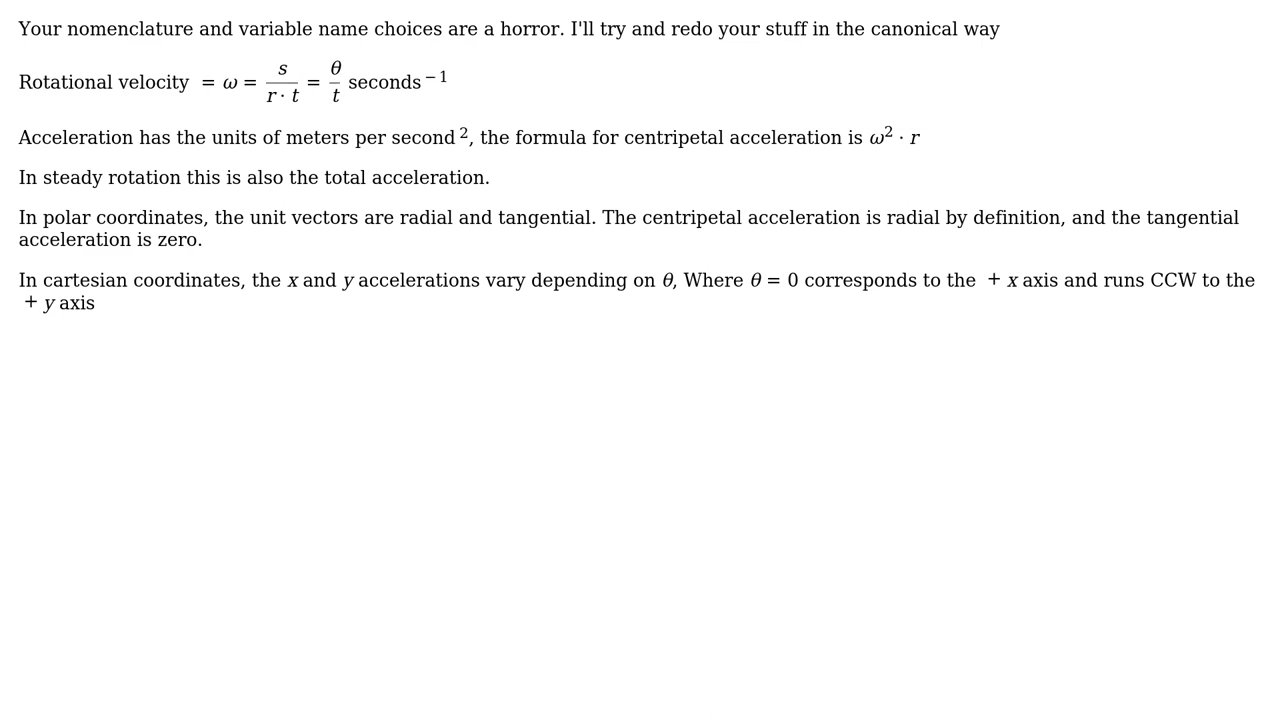 Your nomenclature and variable name choices are a horror. I'll try and redo your stuff in the canonical way
Rotational velocity = ω = s / (r · t) = θ / t seconds⁻¹
Acceleration has the units of meters per second ², the formula for centripetal acceleration is ω² · r
In steady rotation this is also the total acceleration.
In polar coordinates, the unit vectors are radial and tangential. The centripetal acceleration is radial by definition, and the tangential
acceleration is zero.
In cartesian coordinates, the x and y accelerations vary depending on θ, Where θ = 0 corresponds to the + x axis and runs CCW to the
+ y axis